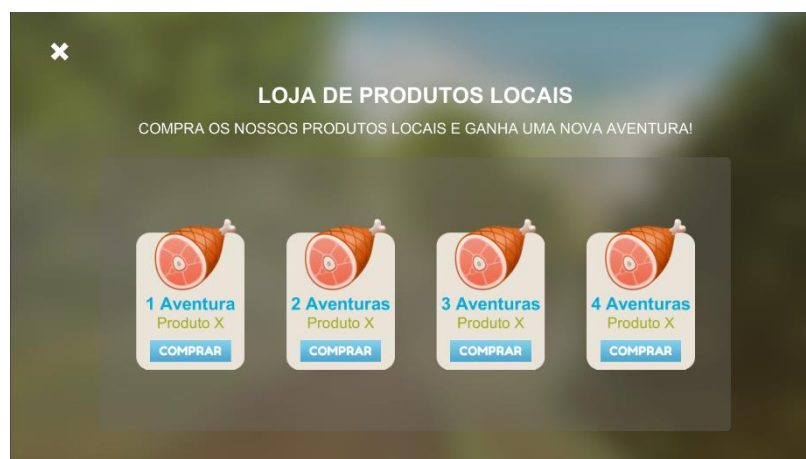 LOJA DE PRODUTOS LOCAIS
COMPRA OS NOSSOS PRODUTOS LOCAIS E GANHA UMA NOVA AVENTURA!
1 Aventura
Produto X
COMPRAR
2 Aventuras
Produto X
COMPRAR
3 Aventuras
Produto X
COMPRAR
4 Aventuras
Produto X
COMPRAR